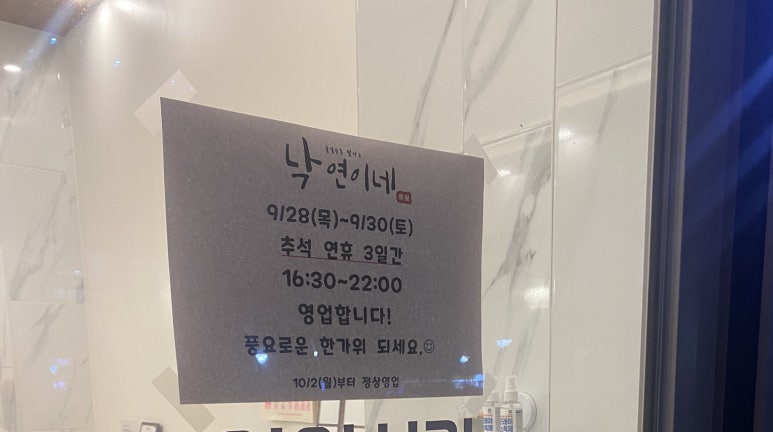 낙연이네
9/28(목)~9/30(토)
추석 연휴 3일간
16:30~22:00
영업합니다!
풍요로운 한가위 되세요.☺
10/2(월)부터 정상영업